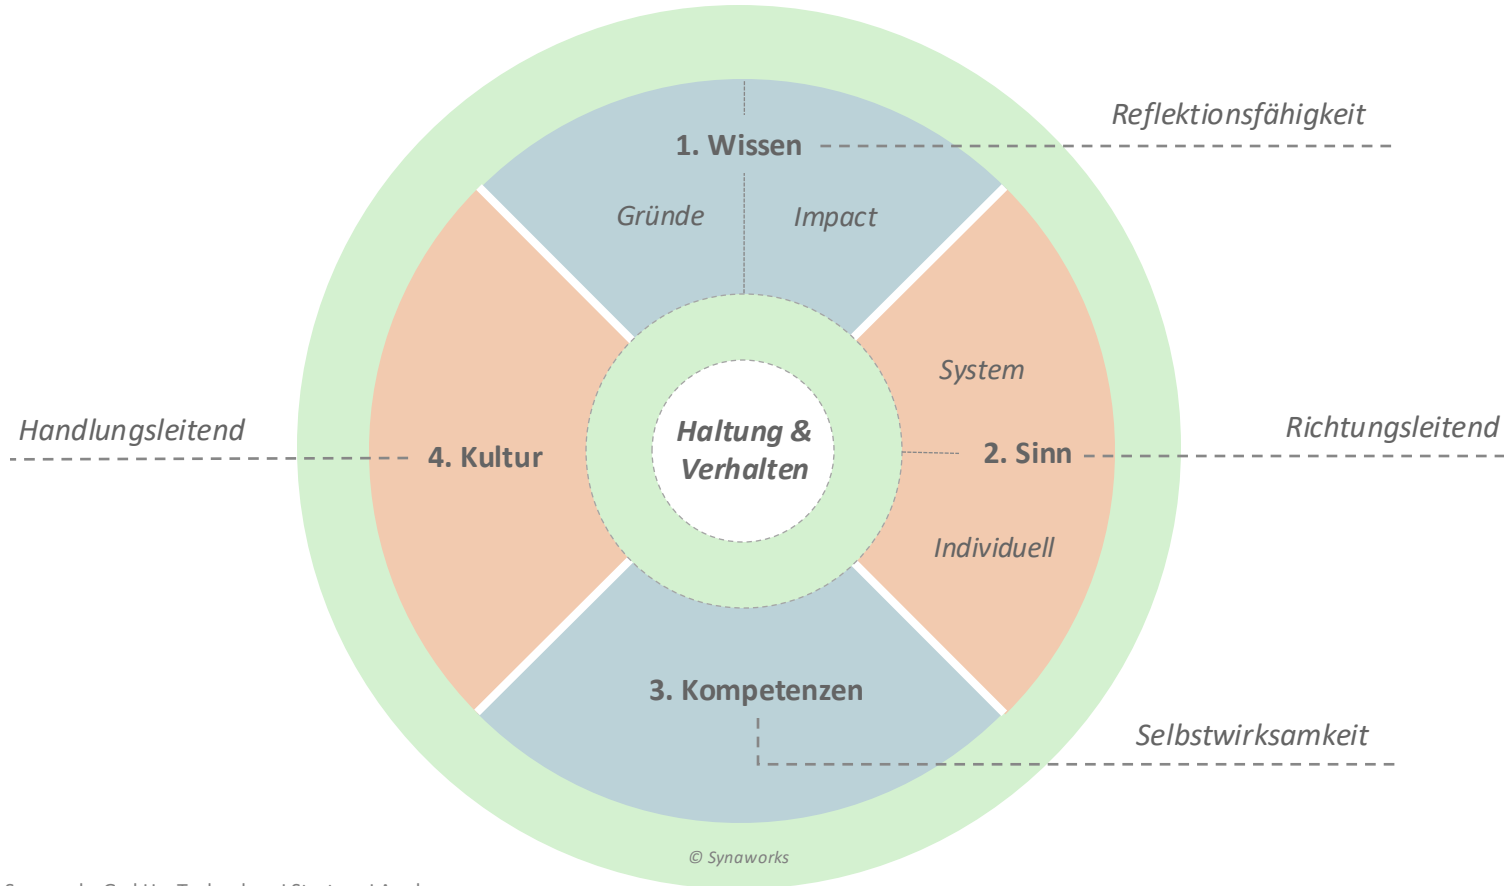 Reflektionsfähigkeit
1. Wissen
Gründe
Impact
System
Handlungsleitend
Haltung &
Verhalten
4. Kultur
2. Sinn
Richtungsleitend
Individuell
3. Kompetenzen
Selbstwirksamkeit
© Synaworks